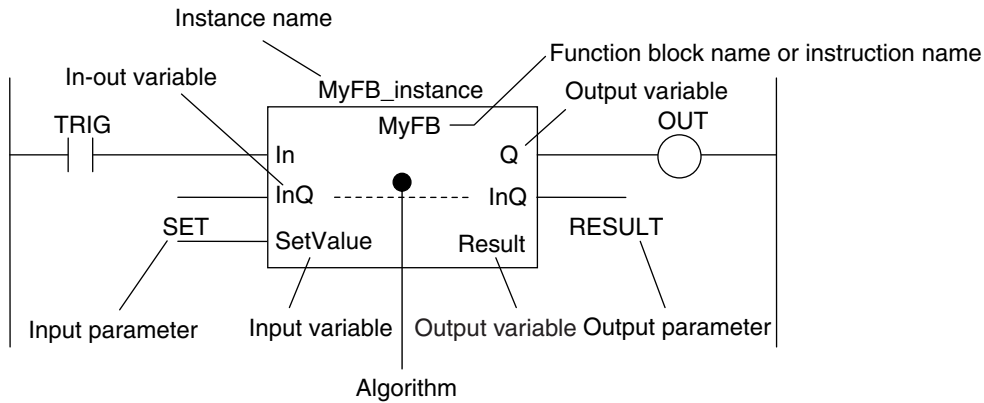 Instance name
Function block name or instruction name
In-out variable
MyFB_instance
Output variable
TRIG
MyFB
OUT
In
Q
InQ
InQ
SET
SetValue
Result
RESULT
Input parameter
Input variable
Output variable
Output parameter
Algorithm